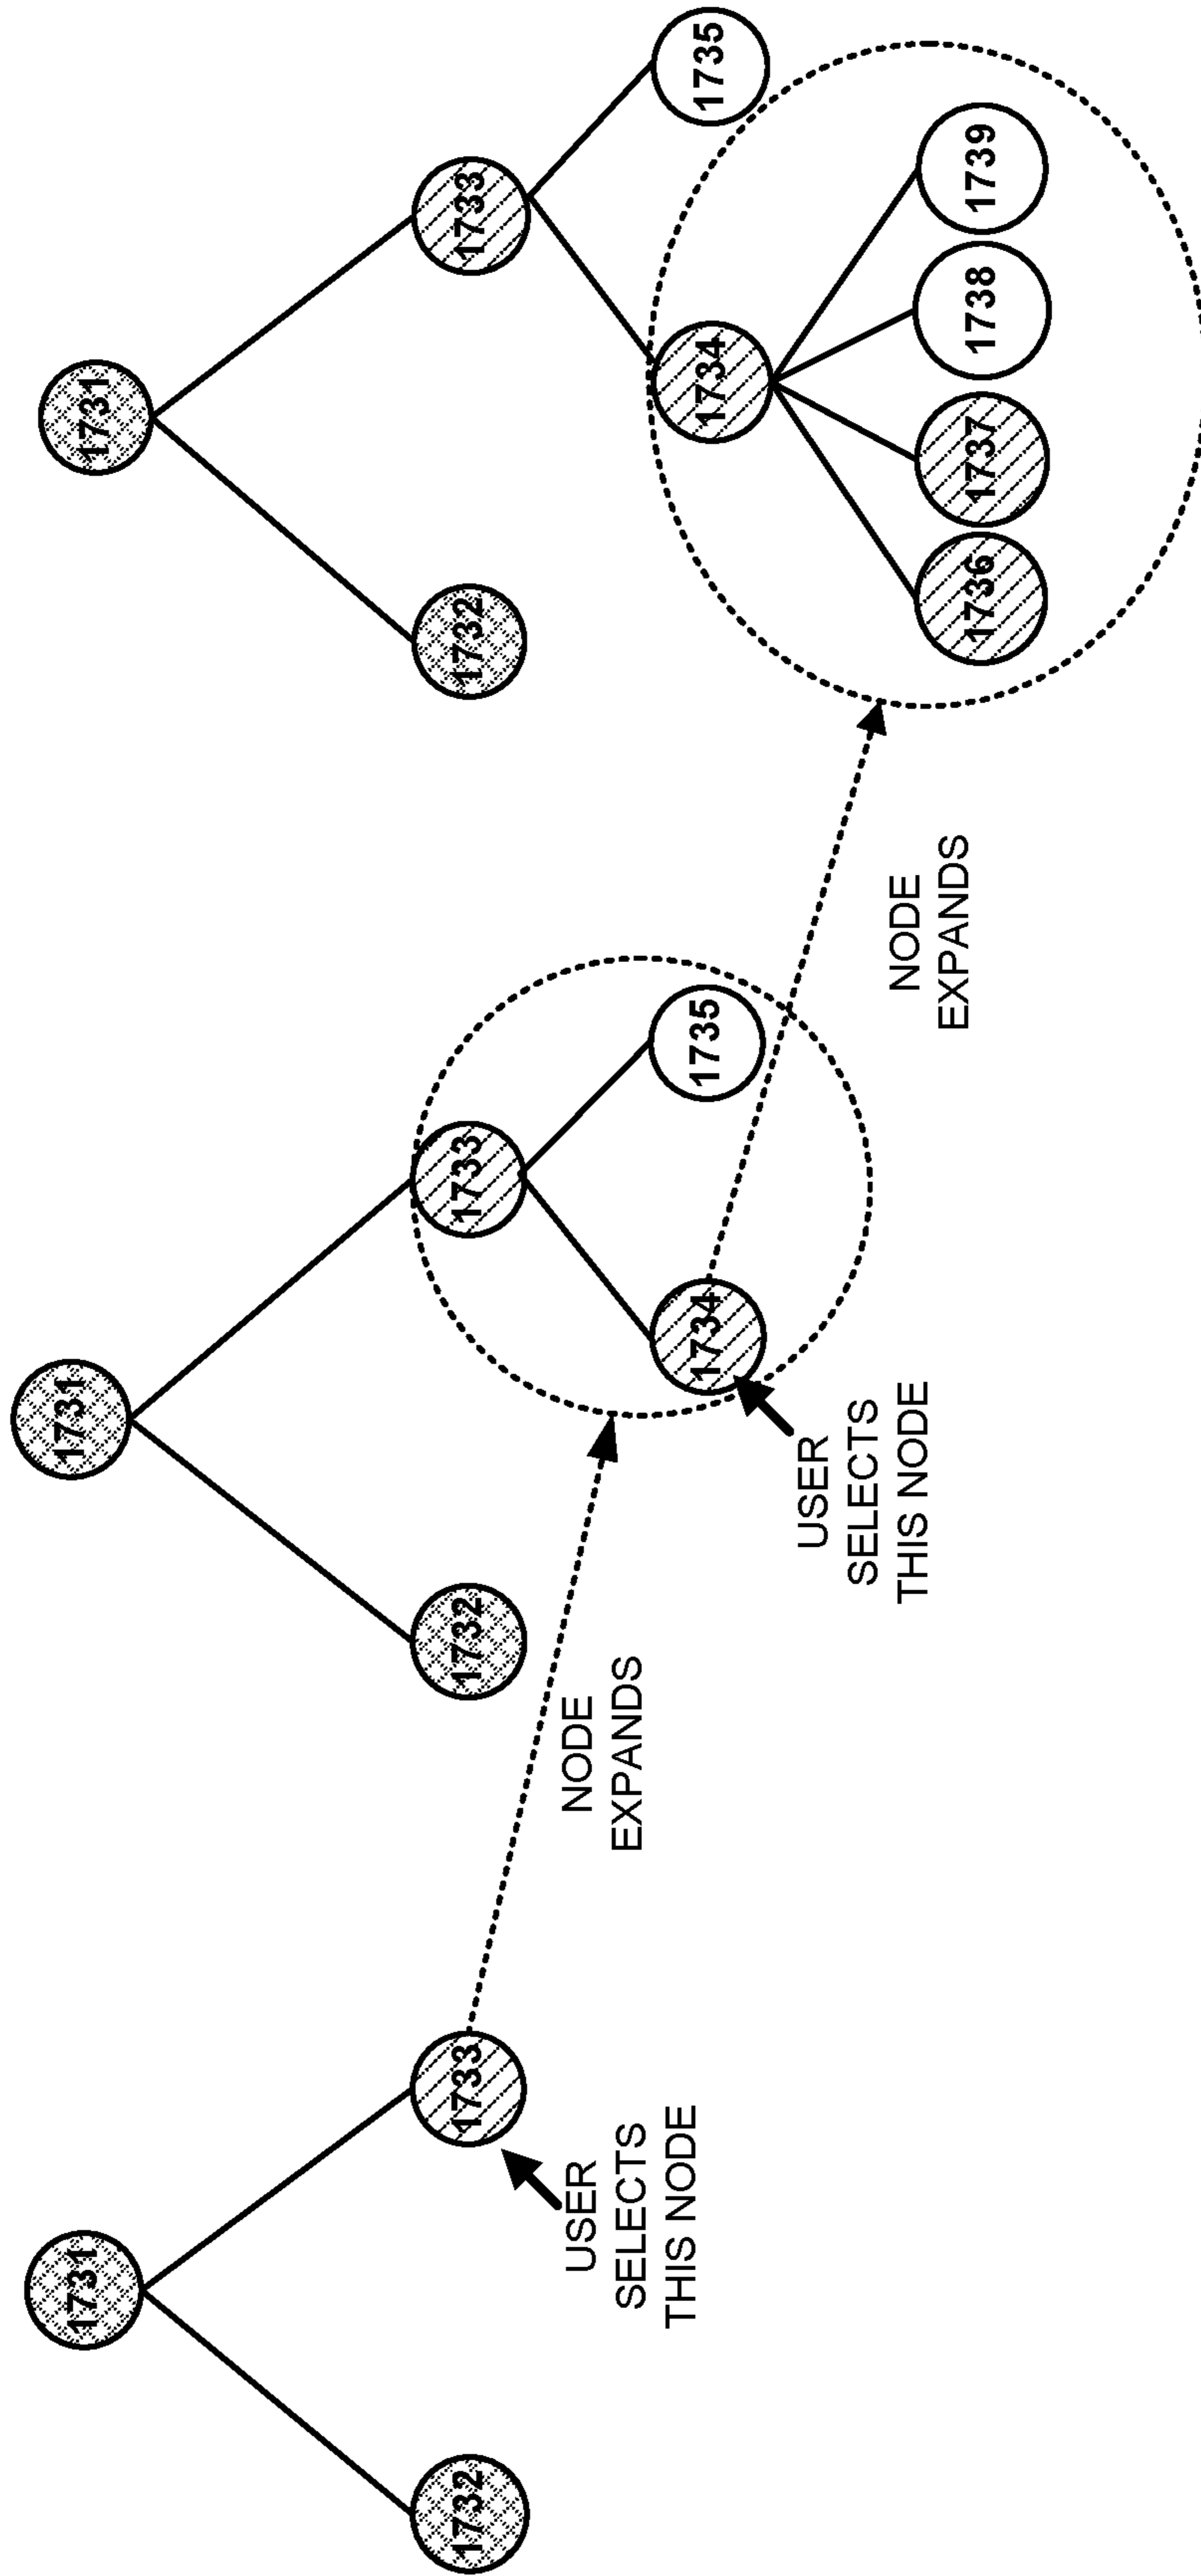 1731
1732
1733
USER
SELECTS
THIS NODE
NODE
EXPANDS
1731
1732
1733
1734
1735
USER
SELECTS
THIS NODE
NODE
EXPANDS
1731
1732
1733
1734
1735
1736
1737
1738
1739